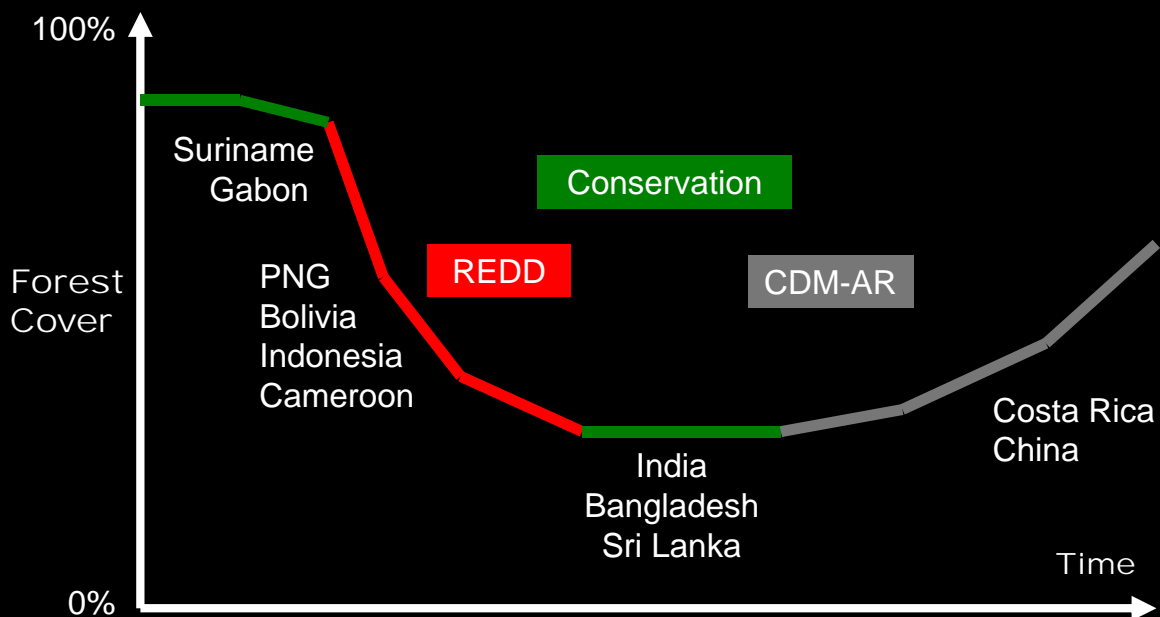 100%
Suriname
Gabon
Conservation
REDD
CDM-AR
PNG
Bolivia
Indonesia
Cameroon
Forest
Cover
Costa Rica
China
India
Bangladesh
Sri Lanka
Time
0%